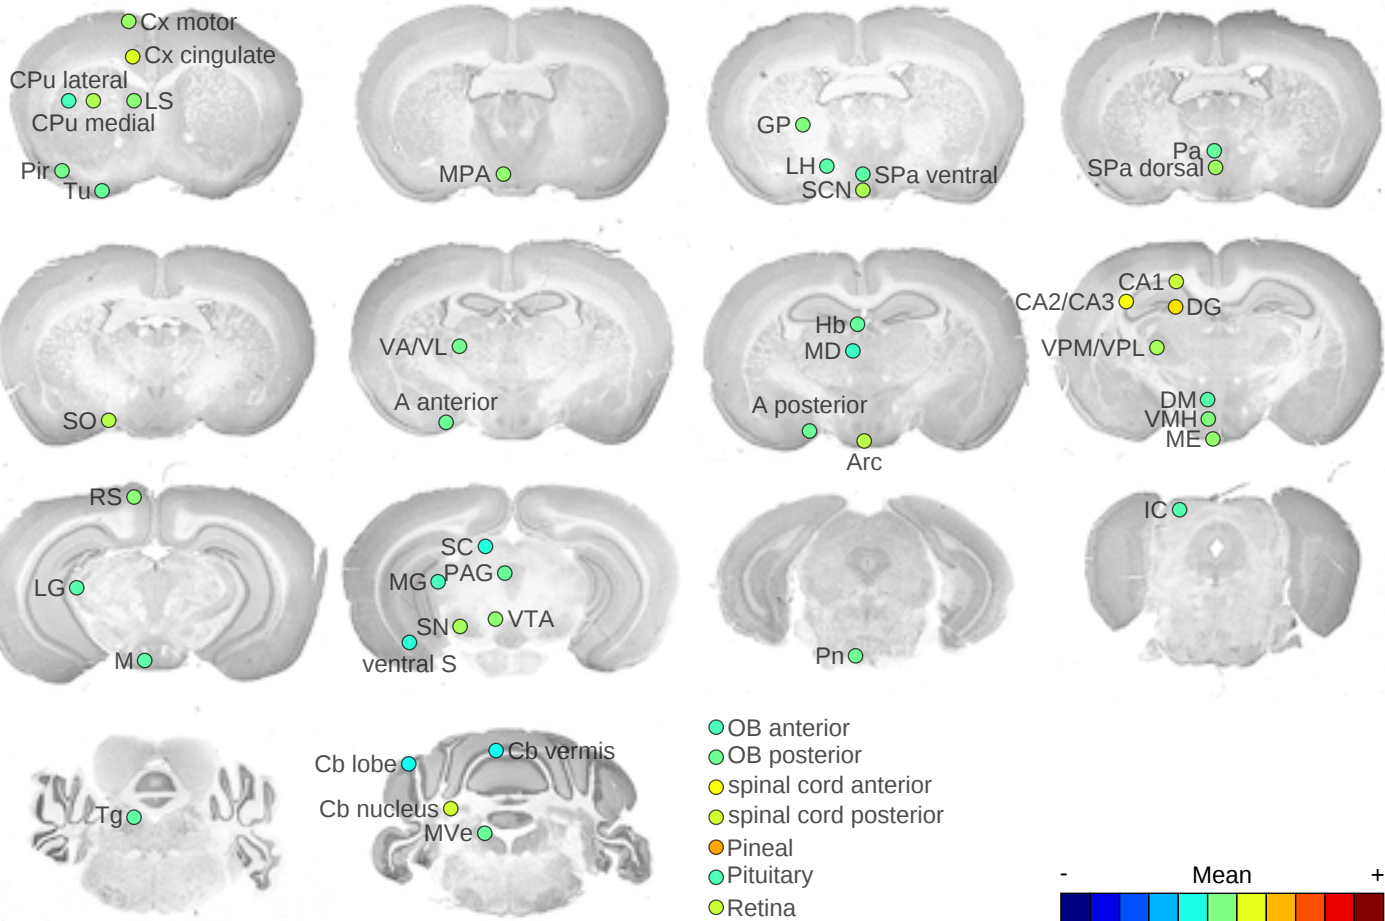 Cx motor
Cx cingulate
CPu lateral
LS
CPu medial
Pir
Tu
MPA
GP
LH
SPa ventral
SCN
Pa
SPa dorsal
SO
VA/VL
A anterior
Hb
MD
A posterior
Arc
CA1
CA2/CA3
DG
VPM/VPL
DM
VMH
ME
RS
LG
M
SC
MG
PAG
SN
VTA
ventral S
Pn
IC
Tg
Cb lobe
Cb vermis
Cb nucleus
MVe
OB anterior
OB posterior
spinal cord anterior
spinal cord posterior
Pineal
Pituitary
Retina
- Mean +